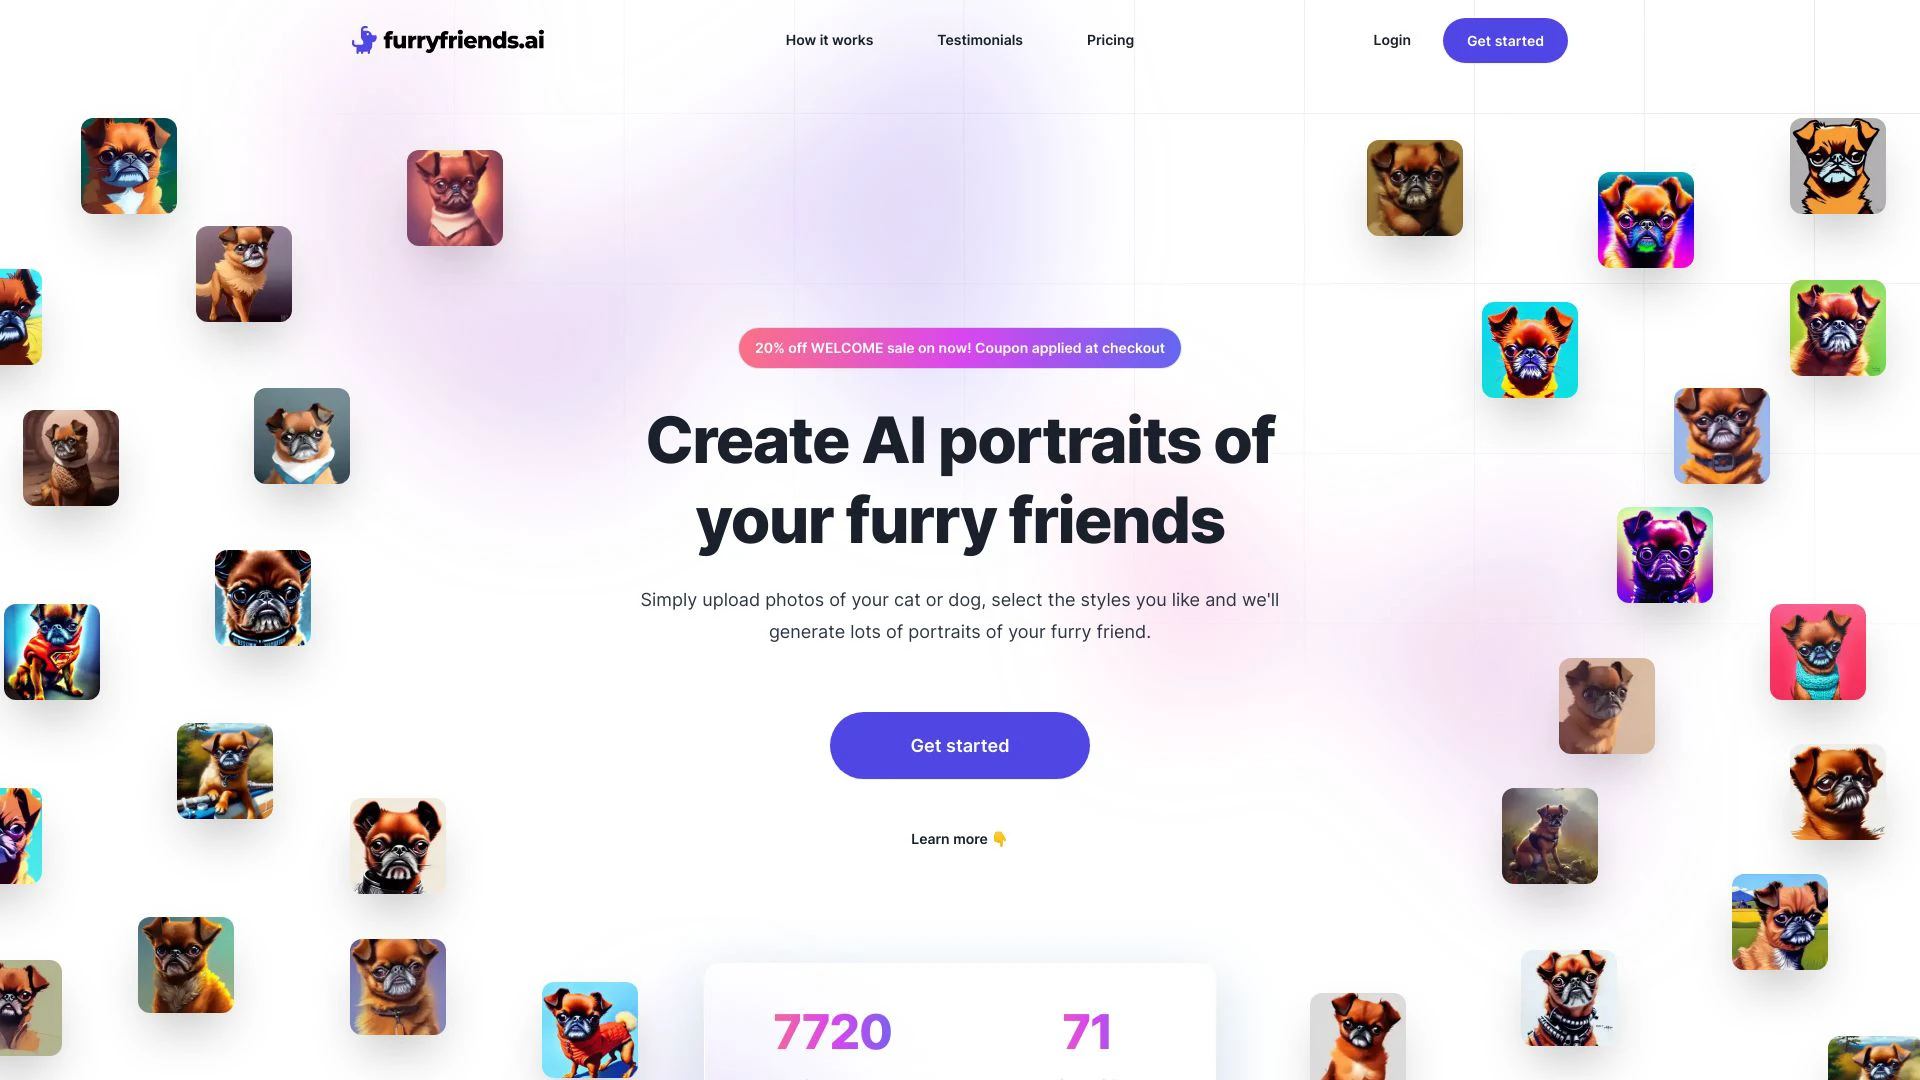 furryfriends.ai
How it works
Testimonials
Pricing
Login
Get started
20% off WELCOME sale on now! Coupon applied at checkout
Create AI portraits of
your furry friends
Simply upload photos of your cat or dog, select the styles you like and we'll
generate lots of portraits of your furry friend.
Get started
Learn more 👇
7720
71